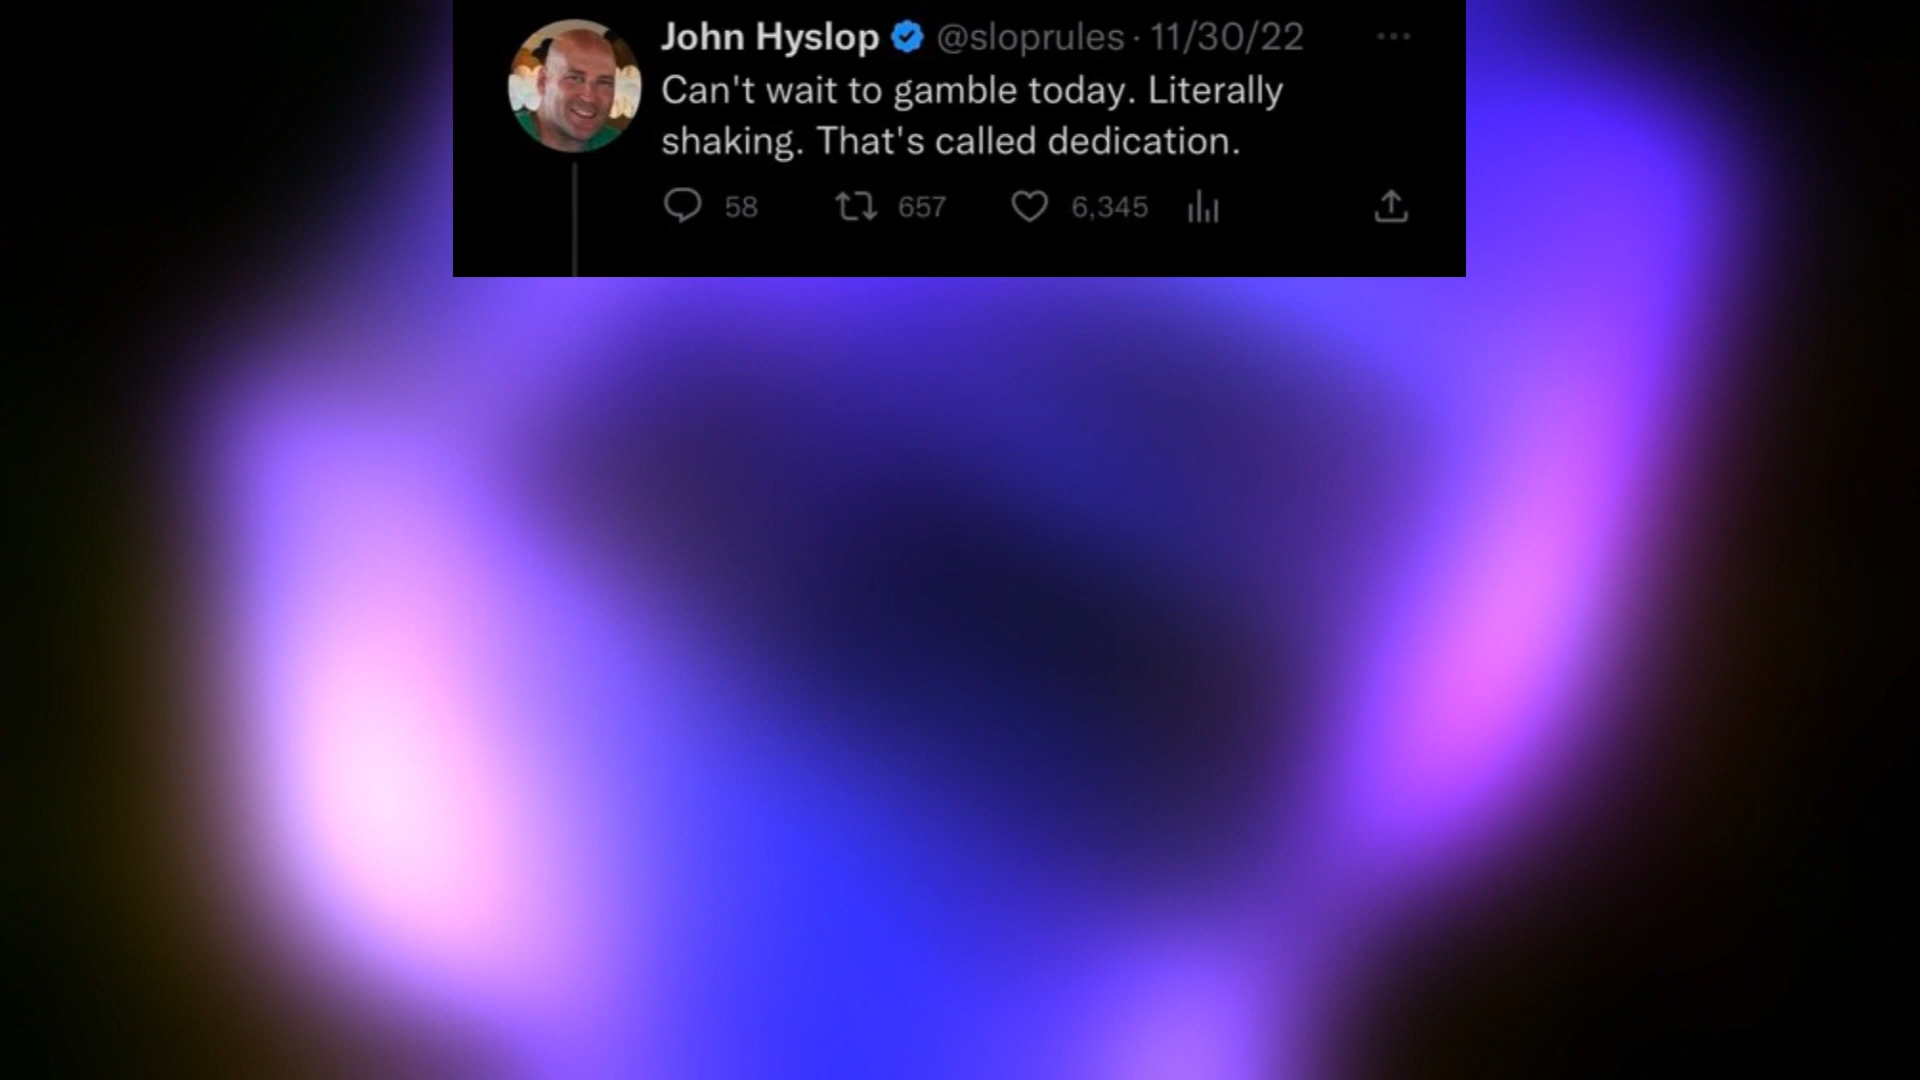 John Hyslop @sloprules · 11/30/22
Can't wait to gamble today. Literally
shaking. That's called dedication.
58 657 6,345